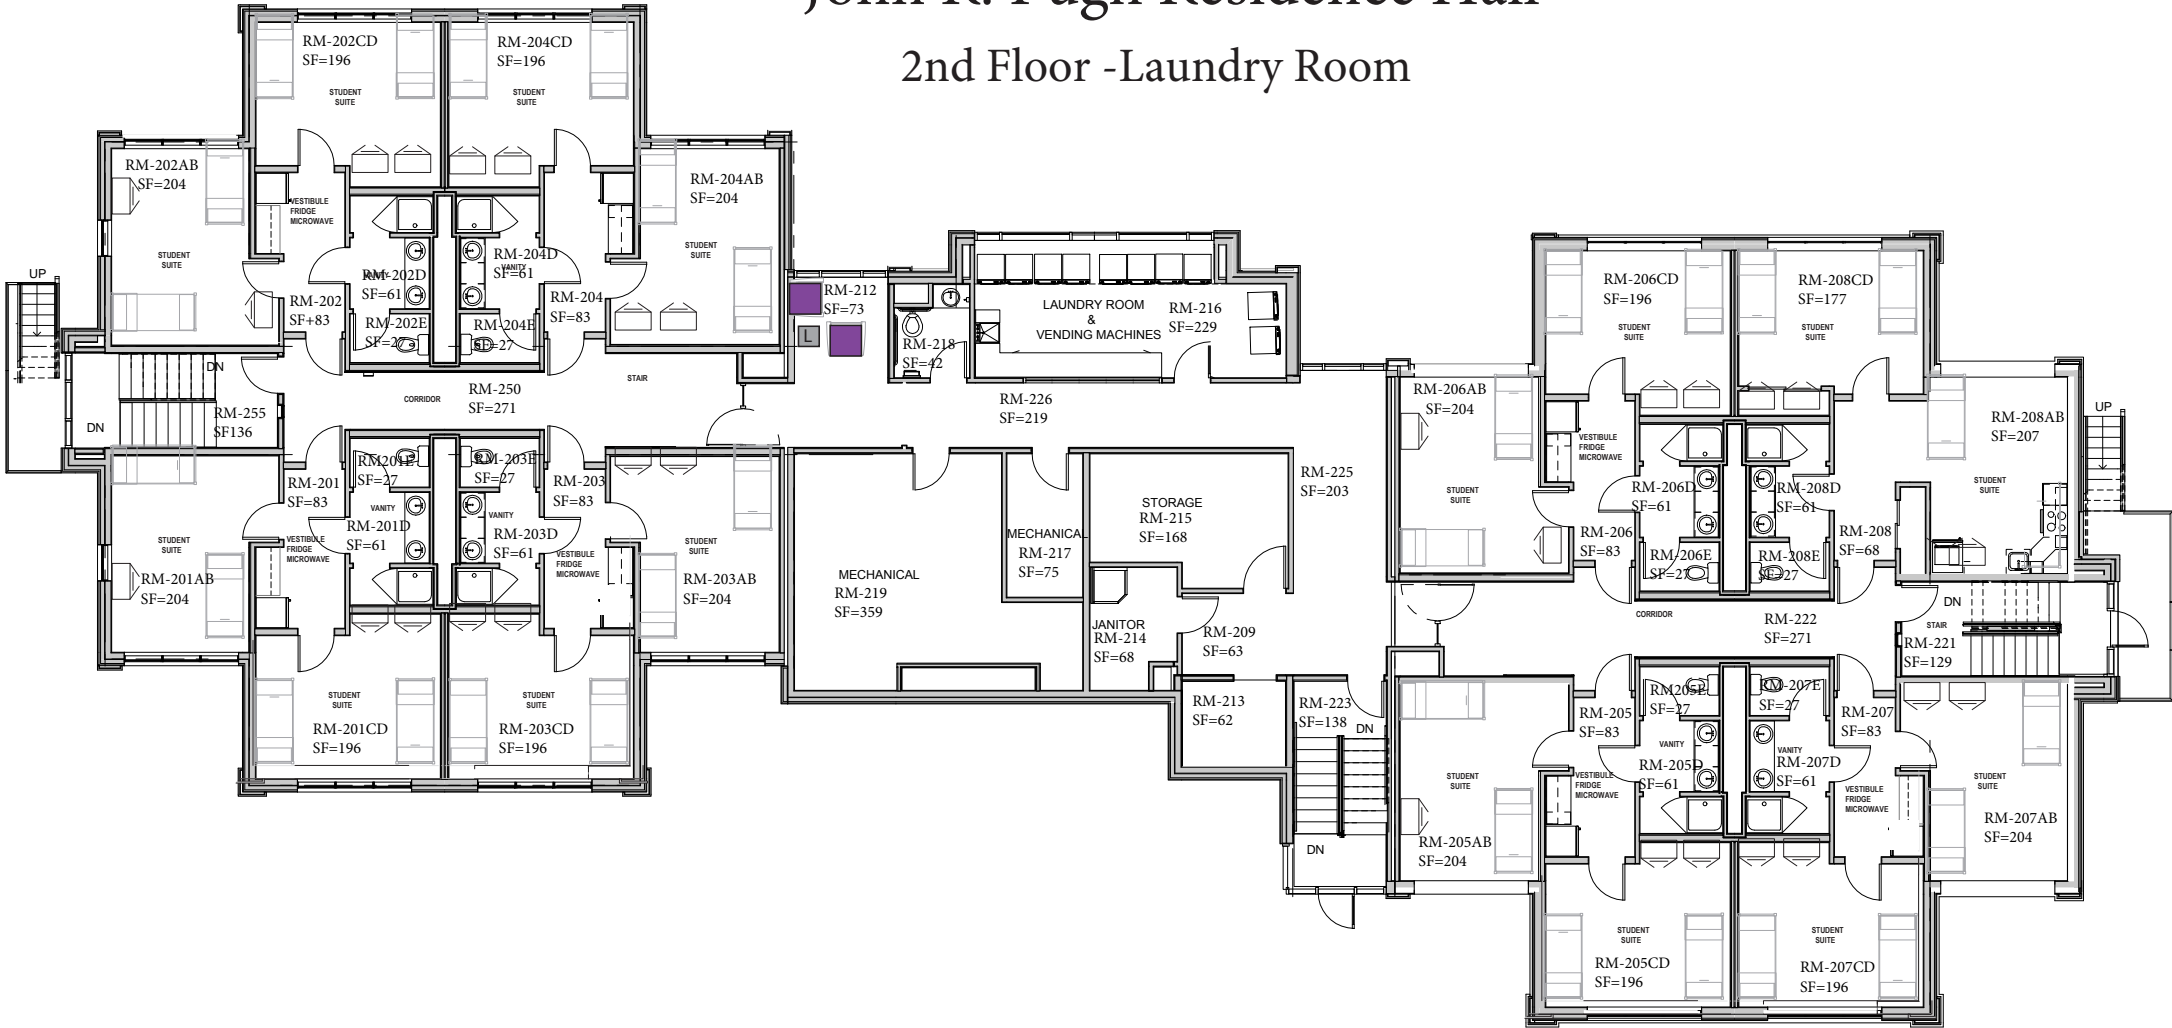 John R. Pugh Residence Hall
2nd Floor -Laundry Room
RM-202CD
SF=196
STUDENT
SUITE
RM-204CD
SF=196
STUDENT
SUITE
RM-202AB
SF=204
STUDENT
SUITE
VESTIBULE
FRIDGE
MICROWAVE
RM-204AB
SF=204
STUDENT
SUITE
RM-202D
SF=61
RM-204D
VANITY
SF=61
RM-202
SF+83
RM-204
SF=83
RM-202E
SF=27
RM-204E
SF=27
UP
DN
DN
RM-255
SF136
CORRIDOR
RM-250
SF=271
STAIR
RM-212
SF=73
L
RM-218
SF=42
LAUNDRY ROOM
&
VENDING MACHINES
RM-216
SF=229
RM-226
SF=219
RM-201
SF=83
RM201E
SF=27
RM-203E
SF=27
RM-203
SF=83
VANITY
RM-201D
SF=61
VANITY
RM-203D
SF=61
VESTIBULE
FRIDGE
MICROWAVE
VESTIBULE
FRIDGE
MICROWAVE
STUDENT
SUITE
RM-201AB
SF=204
STUDENT
SUITE
RM-203AB
SF=204
STUDENT
SUITE
RM-201CD
SF=196
STUDENT
SUITE
RM-203CD
SF=196
MECHANICAL
RM-219
SF=359
MECHANICAL
RM-217
SF=75
STORAGE
RM-215
SF=168
RM-225
SF=203
JANITOR
RM-214
SF=68
RM-209
SF=63
RM-213
SF=62
RM-223
SF=138
DN
DN
RM-206CD
SF=196
STUDENT
SUITE
RM-208CD
SF=177
STUDENT
SUITE
RM-206AB
SF=204
STUDENT
SUITE
VESTIBULE
FRIDGE
MICROWAVE
RM-208AB
SF=207
STUDENT
SUITE
UP
RM-206D
SF=61
RM-208D
SF=61
RM-206
SF=83
RM-208
SF=68
RM-206E
SF=27
RM-208E
SF=27
CORRIDOR
RM-222
SF=271
DN
STAIR
RM-221
SF=129
RM-205
SF=83
RM205E
SF=27
RM-207E
SF=27
RM-207
SF=83
VANITY
RM-205D
SF=61
VANITY
RM-207D
SF=61
VESTIBULE
FRIDGE
MICROWAVE
VESTIBULE
FRIDGE
MICROWAVE
STUDENT
SUITE
RM-205AB
SF=204
STUDENT
SUITE
RM-207AB
SF=204
STUDENT
SUITE
RM-205CD
SF=196
STUDENT
SUITE
RM-207CD
SF=196